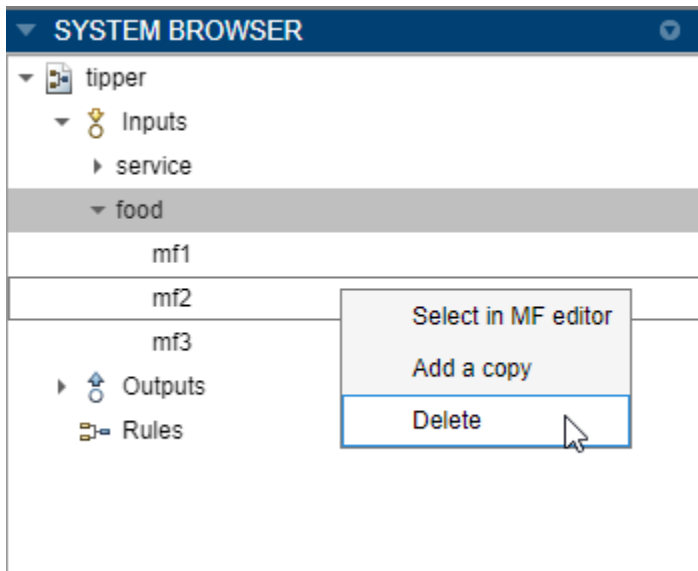 SYSTEM BROWSER
tipper
Inputs
service
food
mf1
mf2
mf3
Outputs
Rules
Select in MF editor
Add a copy
Delete